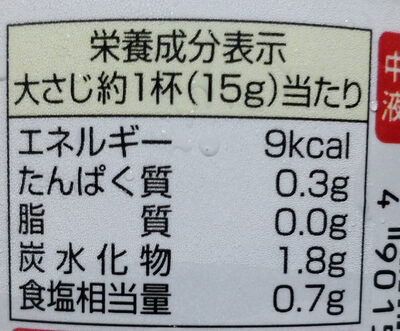 栄養成分表示
大さじ約1杯(15g)当たり
エネルギー 9kcal
たんぱく質 0.3g
脂質 0.0g
炭水化物 1.8g
食塩相当量 0.7g
中
液
4